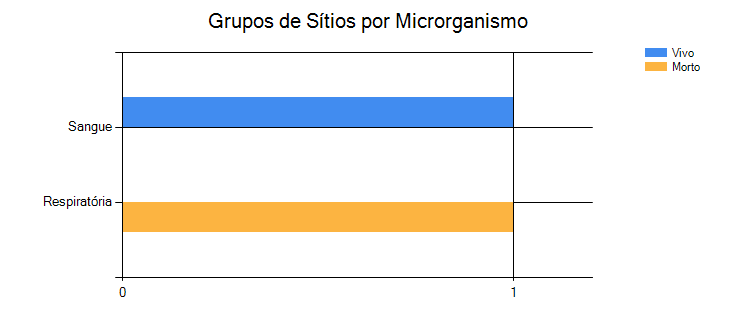 Grupos de Sítios por Microrganismo
Vivo
Morto
Sangue
Respiratória
0
1